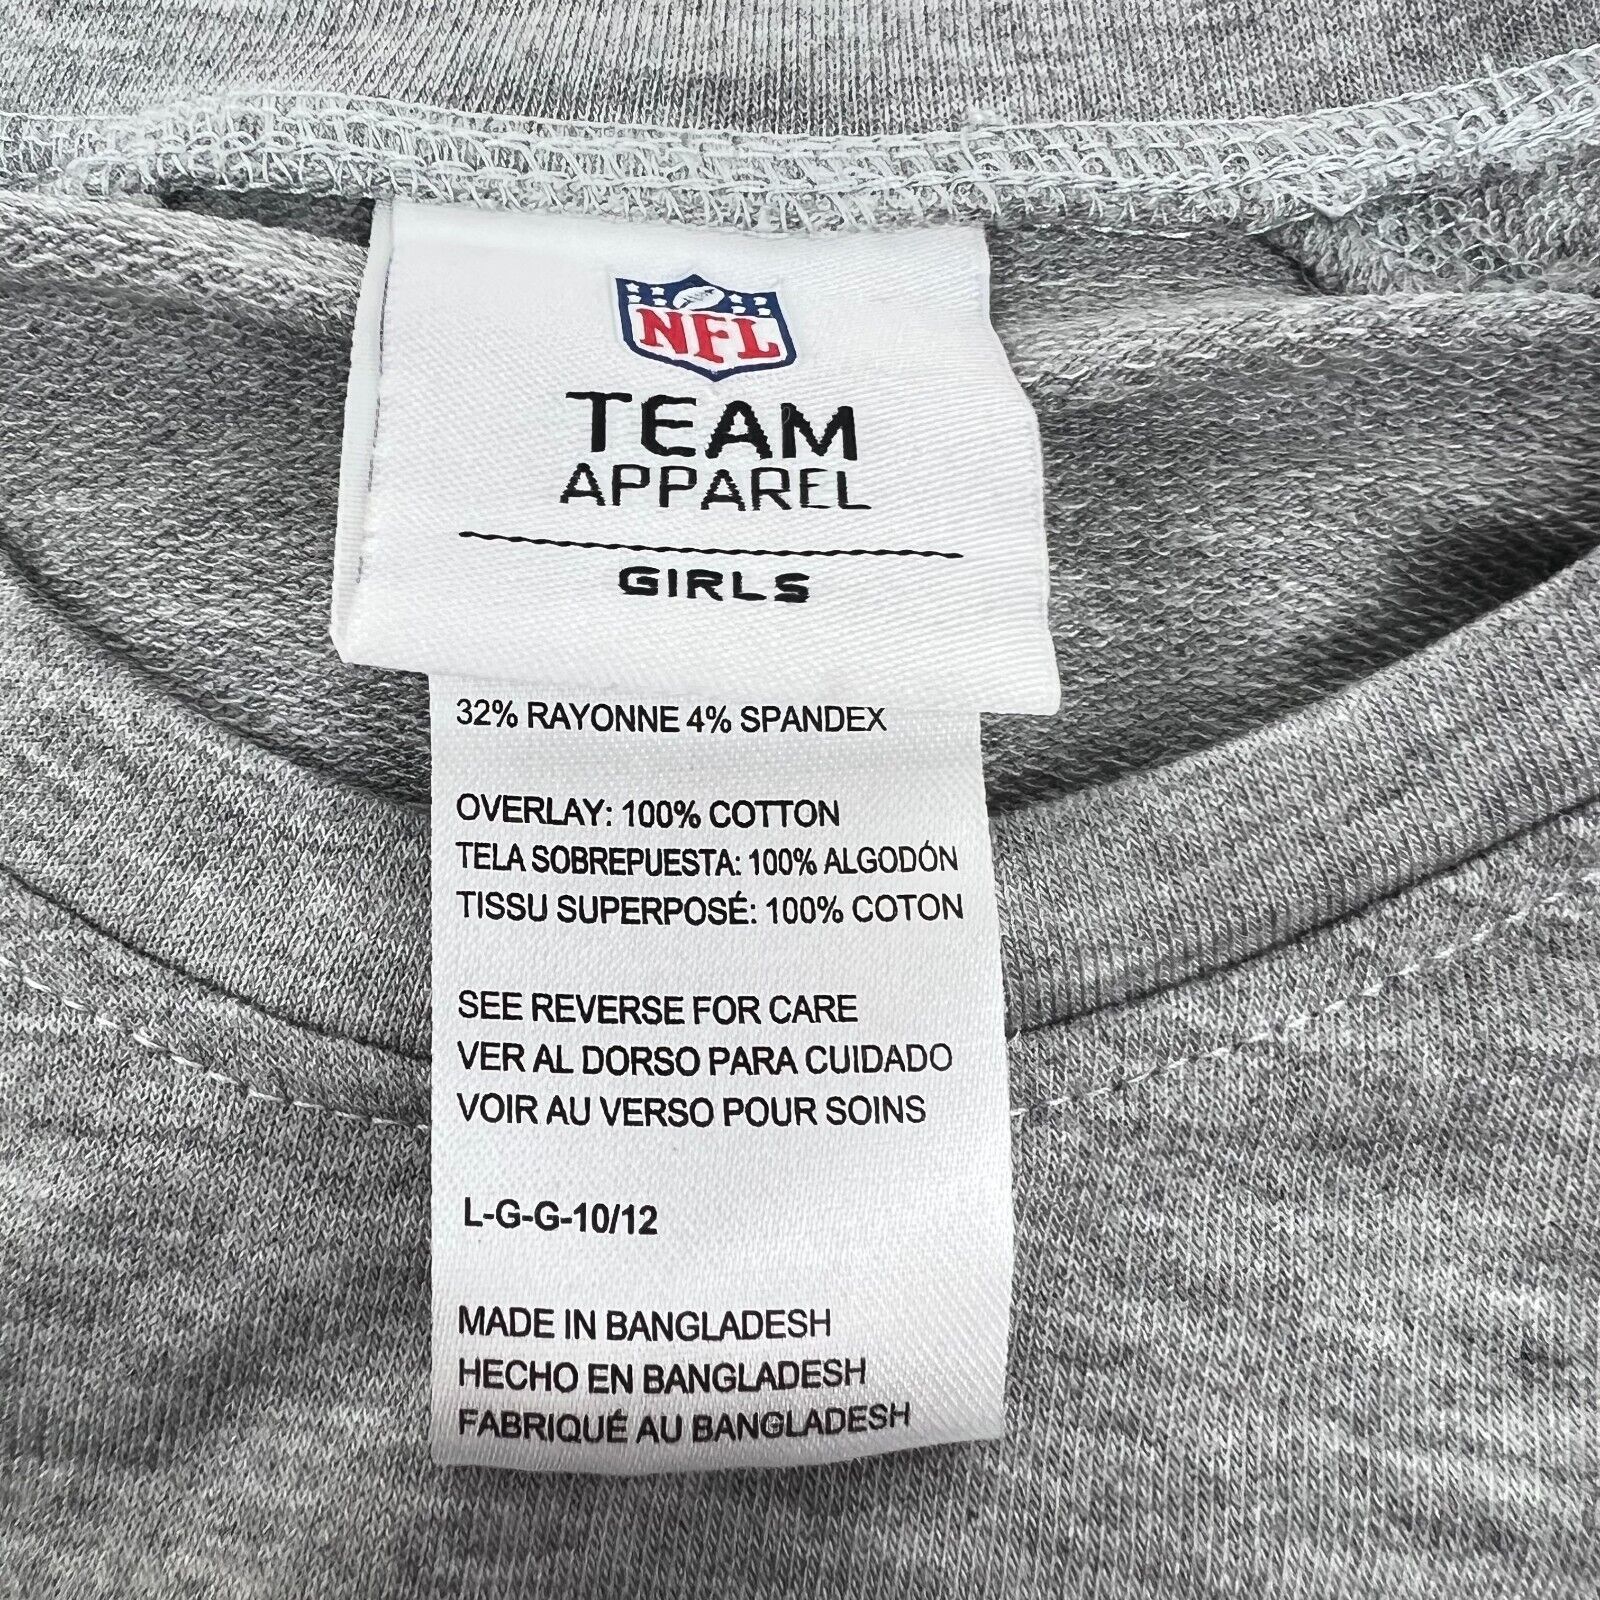 NFL
TEAM
APPAREL
GIRLS
32% RAYONNE 4% SPANDEX
OVERLAY: 100% COTTON
TELA SOBREPUESTA: 100% ALGODÓN
TISSU SUPERPOSÉ: 100% COTON
SEE REVERSE FOR CARE
VER AL DORSO PARA CUIDADO
VOIR AU VERSO POUR SOINS
L-G-G-10/12
MADE IN BANGLADESH
HECHO EN BANGLADESH
FABRIQUÉ AU BANGLADESH